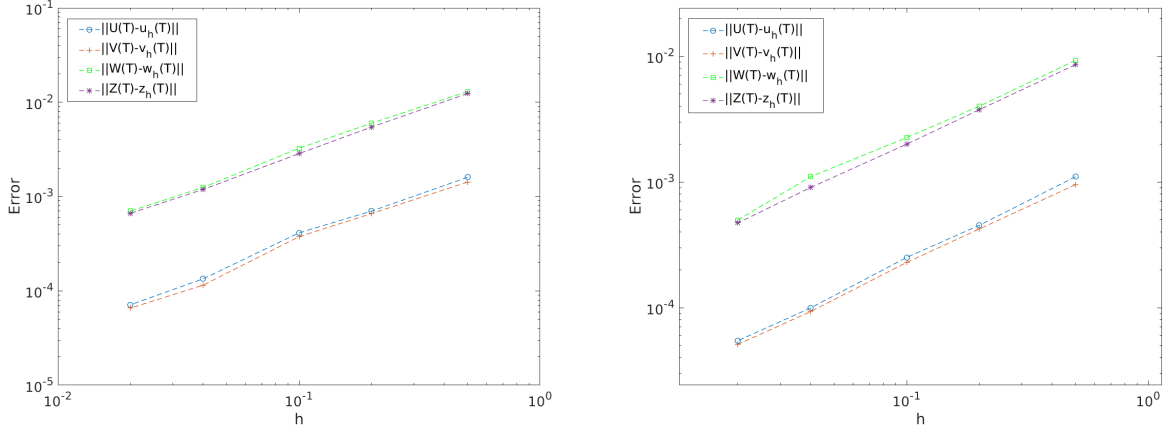 10^-1
10^-2
10^-3
10^-4
10^-5
Error
||U(T)-u_h(T)||
||V(T)-v_h(T)||
||W(T)-w_h(T)||
||Z(T)-z_h(T)||
10^-2
10^-1
10^0
h
10^-2
10^-3
10^-4
Error
||U(T)-u_h(T)||
||V(T)-v_h(T)||
||W(T)-w_h(T)||
||Z(T)-z_h(T)||
10^-1
10^0
h